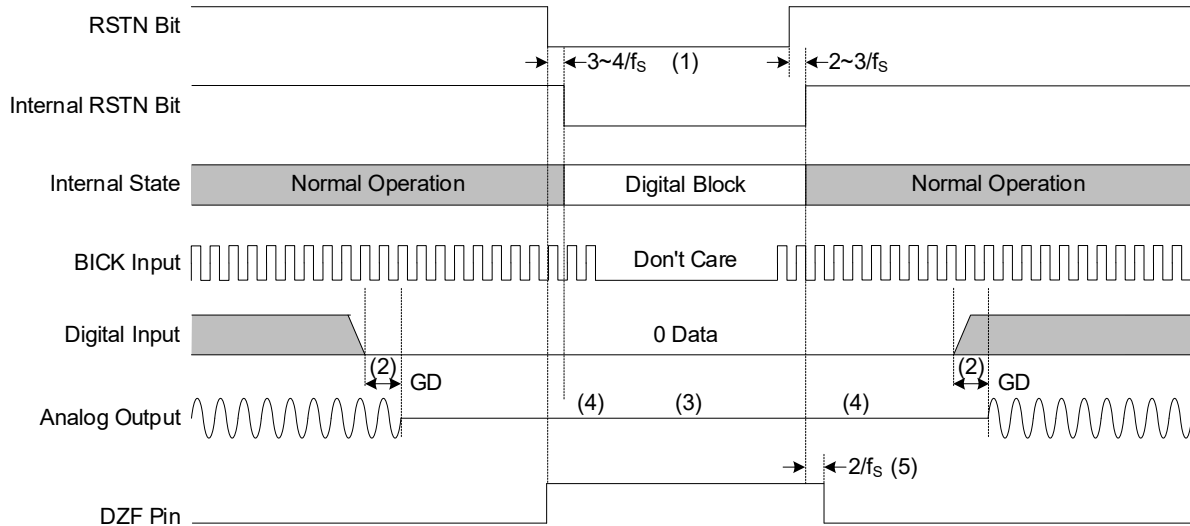 RSTN Bit
3~4/fS (1) 2~3/fS
Internal RSTN Bit
Internal State Normal Operation Digital Block Normal Operation
BICK Input Don't Care
Digital Input 0 Data
(2) GD (2) GD
Analog Output (4) (3) (4)
2/fS (5)
DZF Pin